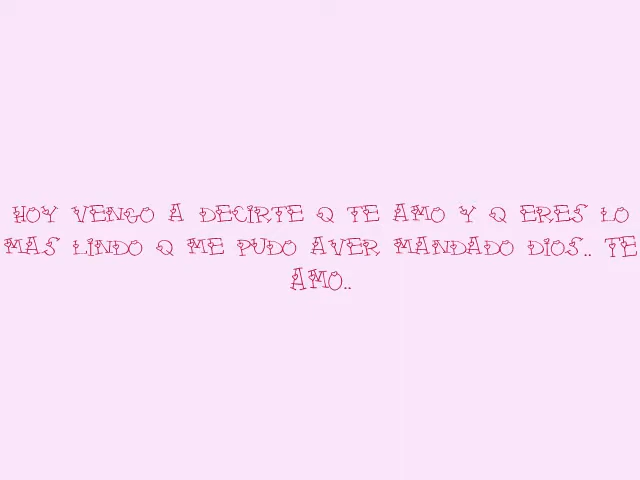 HOY VENGO A DECIRTE Q TE AMO Y Q ERES LO
MAS LINDO Q ME PUDO AVER MANDADO DIOS.. TE
AMO..